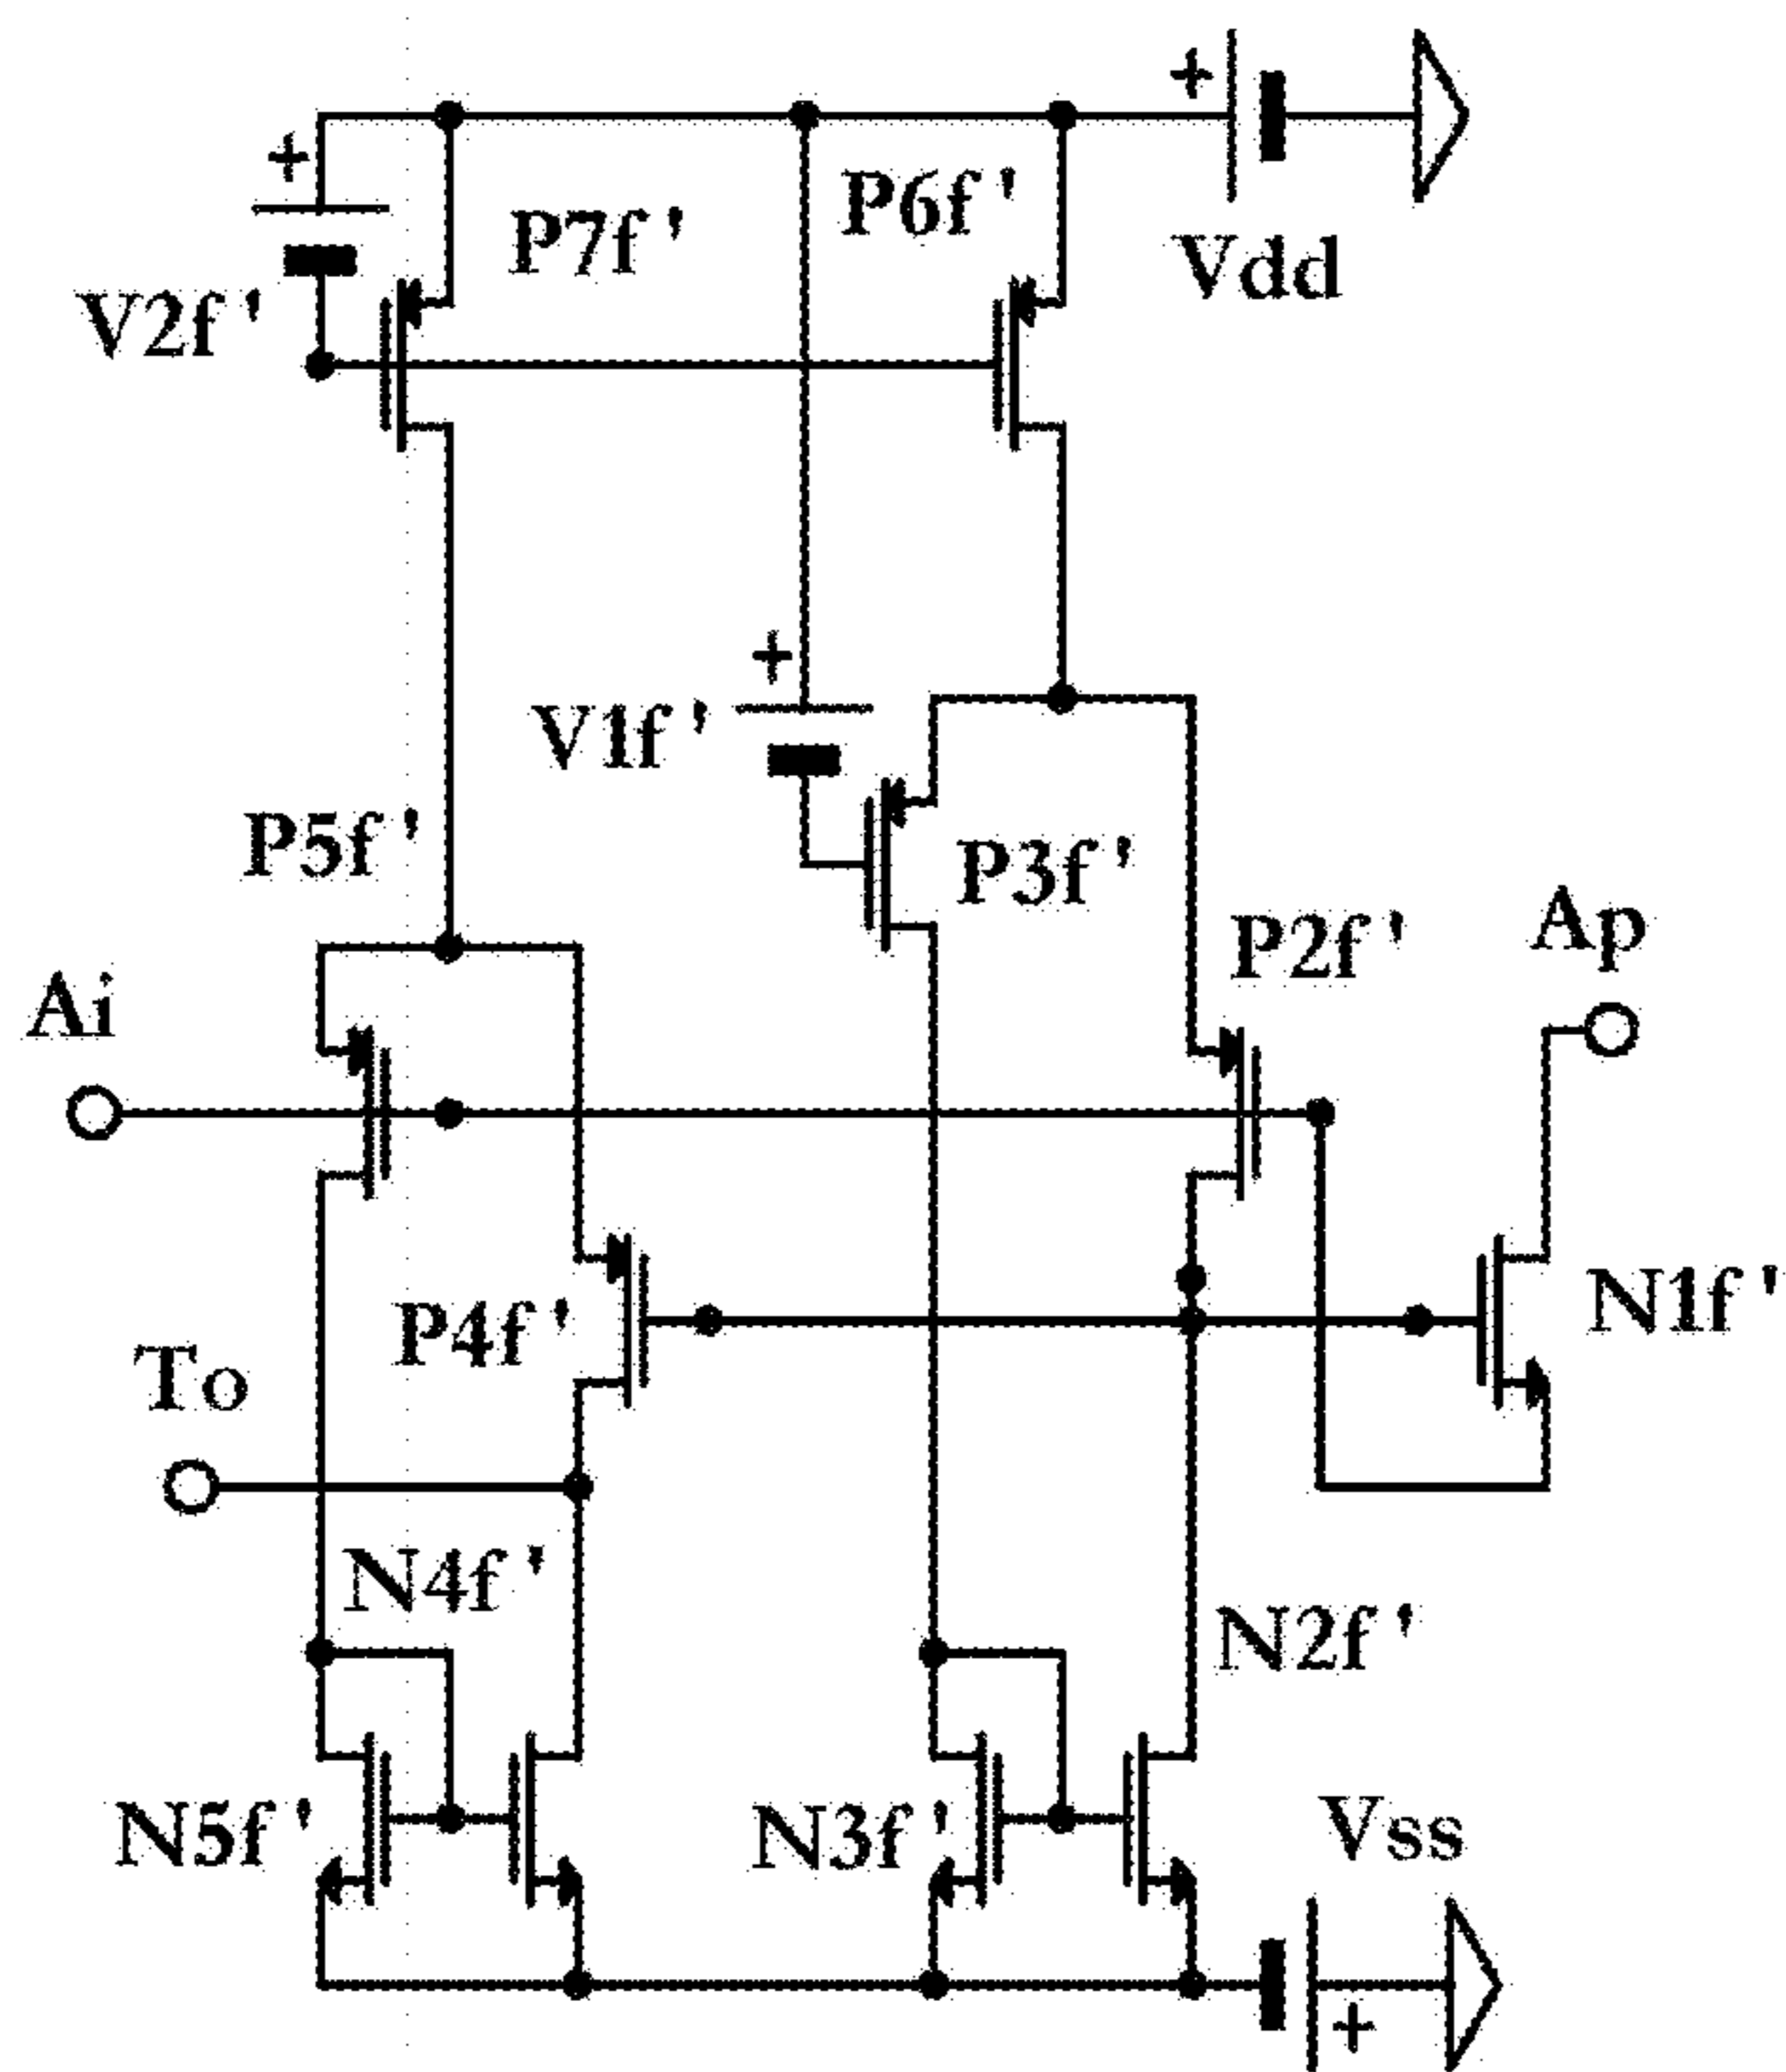 +
+
P6f '
P7f '
Vdd
V2f '
+
V1f '
P5f '
P3f '
Ap
P2f '
Ai
N1f '
P4f '
To
N4f '
N2f '
N5f '
N3f '
Vss
+